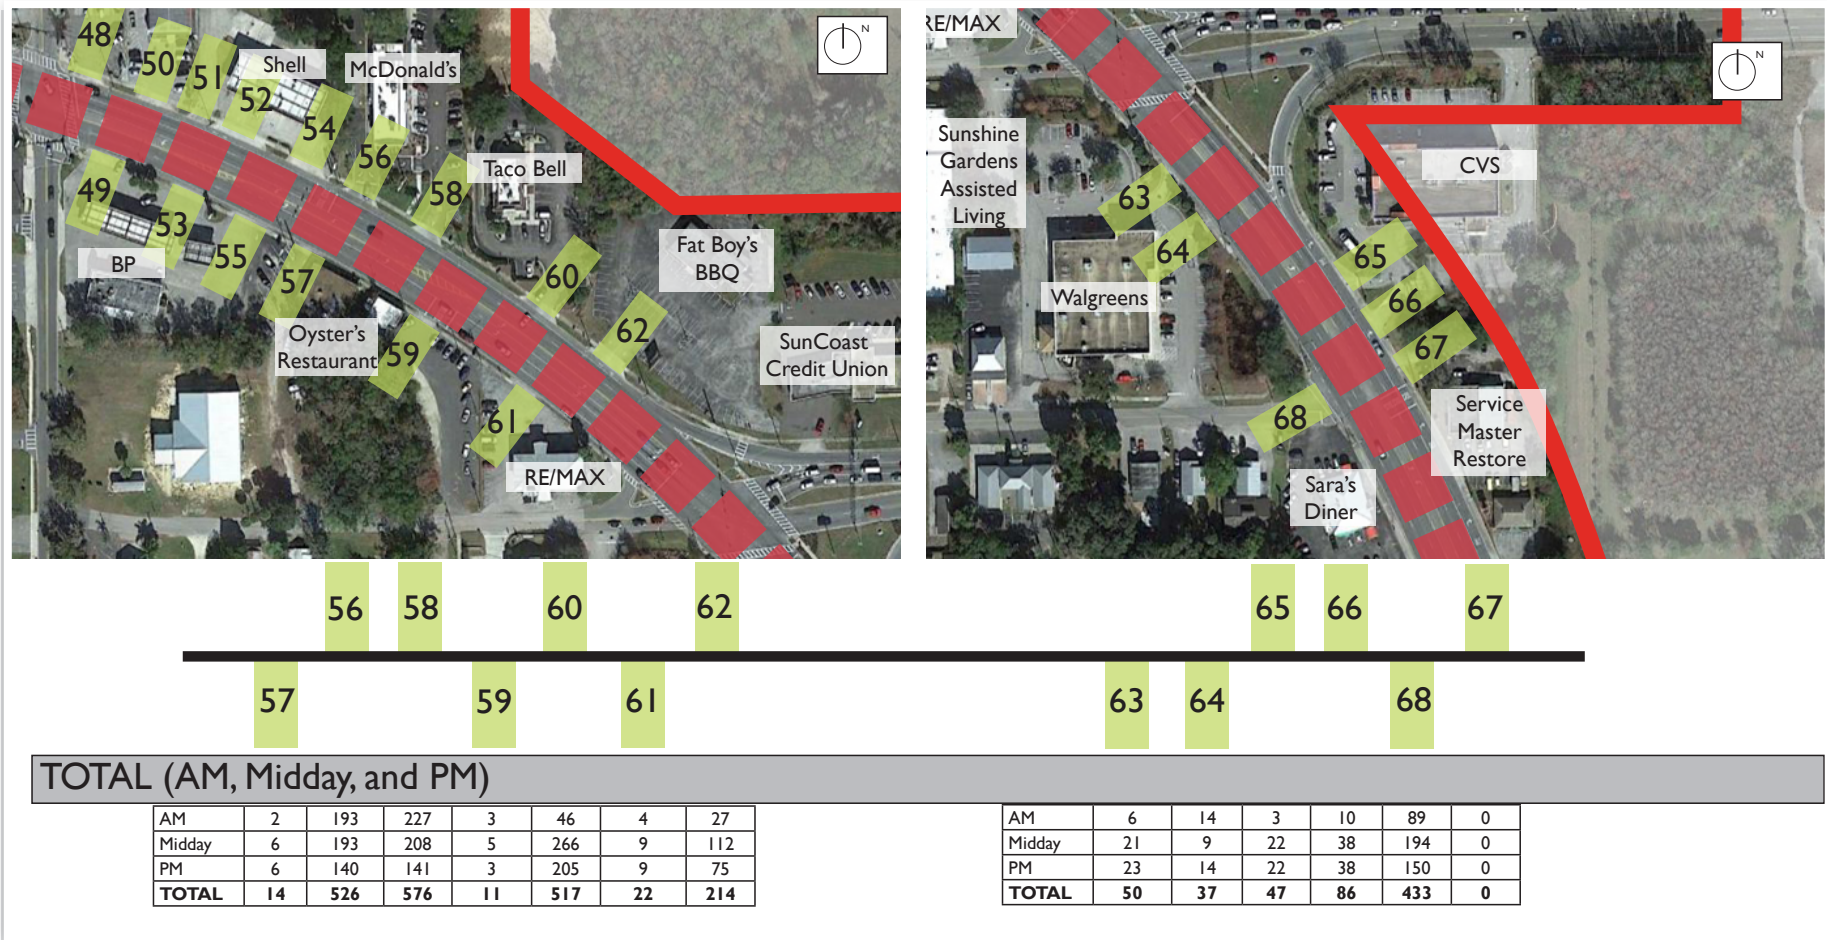 48
50
51
Shell
52
54
McDonald's
56
58
Taco Bell
N
49
53
BP
55
57
Oyster's
Restaurant
59
60
62
Fat Boy's
BBQ
SunCoast
Credit Union
61
RE/MAX
RE/MAX
N
Sunshine
Gardens
Assisted
Living
CVS
63
64
Walgreens
65
66
67
68
Service
Master
Restore
Sara's
Diner
56 58 60 62 65 66 67
57 59 61 63 64 68
TOTAL (AM, Midday, and PM)
AM 2 193 227 3 46 4 27
Midday 6 193 208 5 266 9 112
PM 6 140 141 3 205 9 75
TOTAL 14 526 576 11 517 22 214
AM 6 14 3 10 89 0
Midday 21 9 22 38 194 0
PM 23 14 22 38 150 0
TOTAL 50 37 47 86 433 0